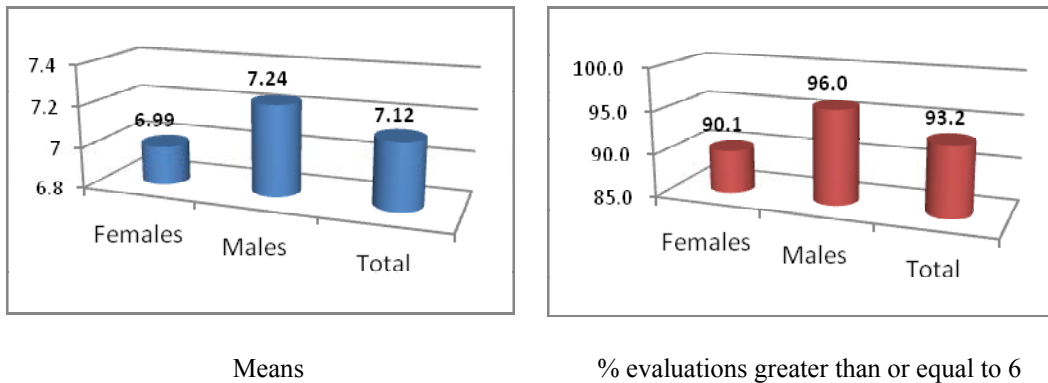 7.4
7.2
7
6.8
6.99
7.24
7.12
Females
Males
Total
100.0
95.0
90.0
85.0
90.1
96.0
93.2
Females
Males
Total
Means
% evaluations greater than or equal to 6